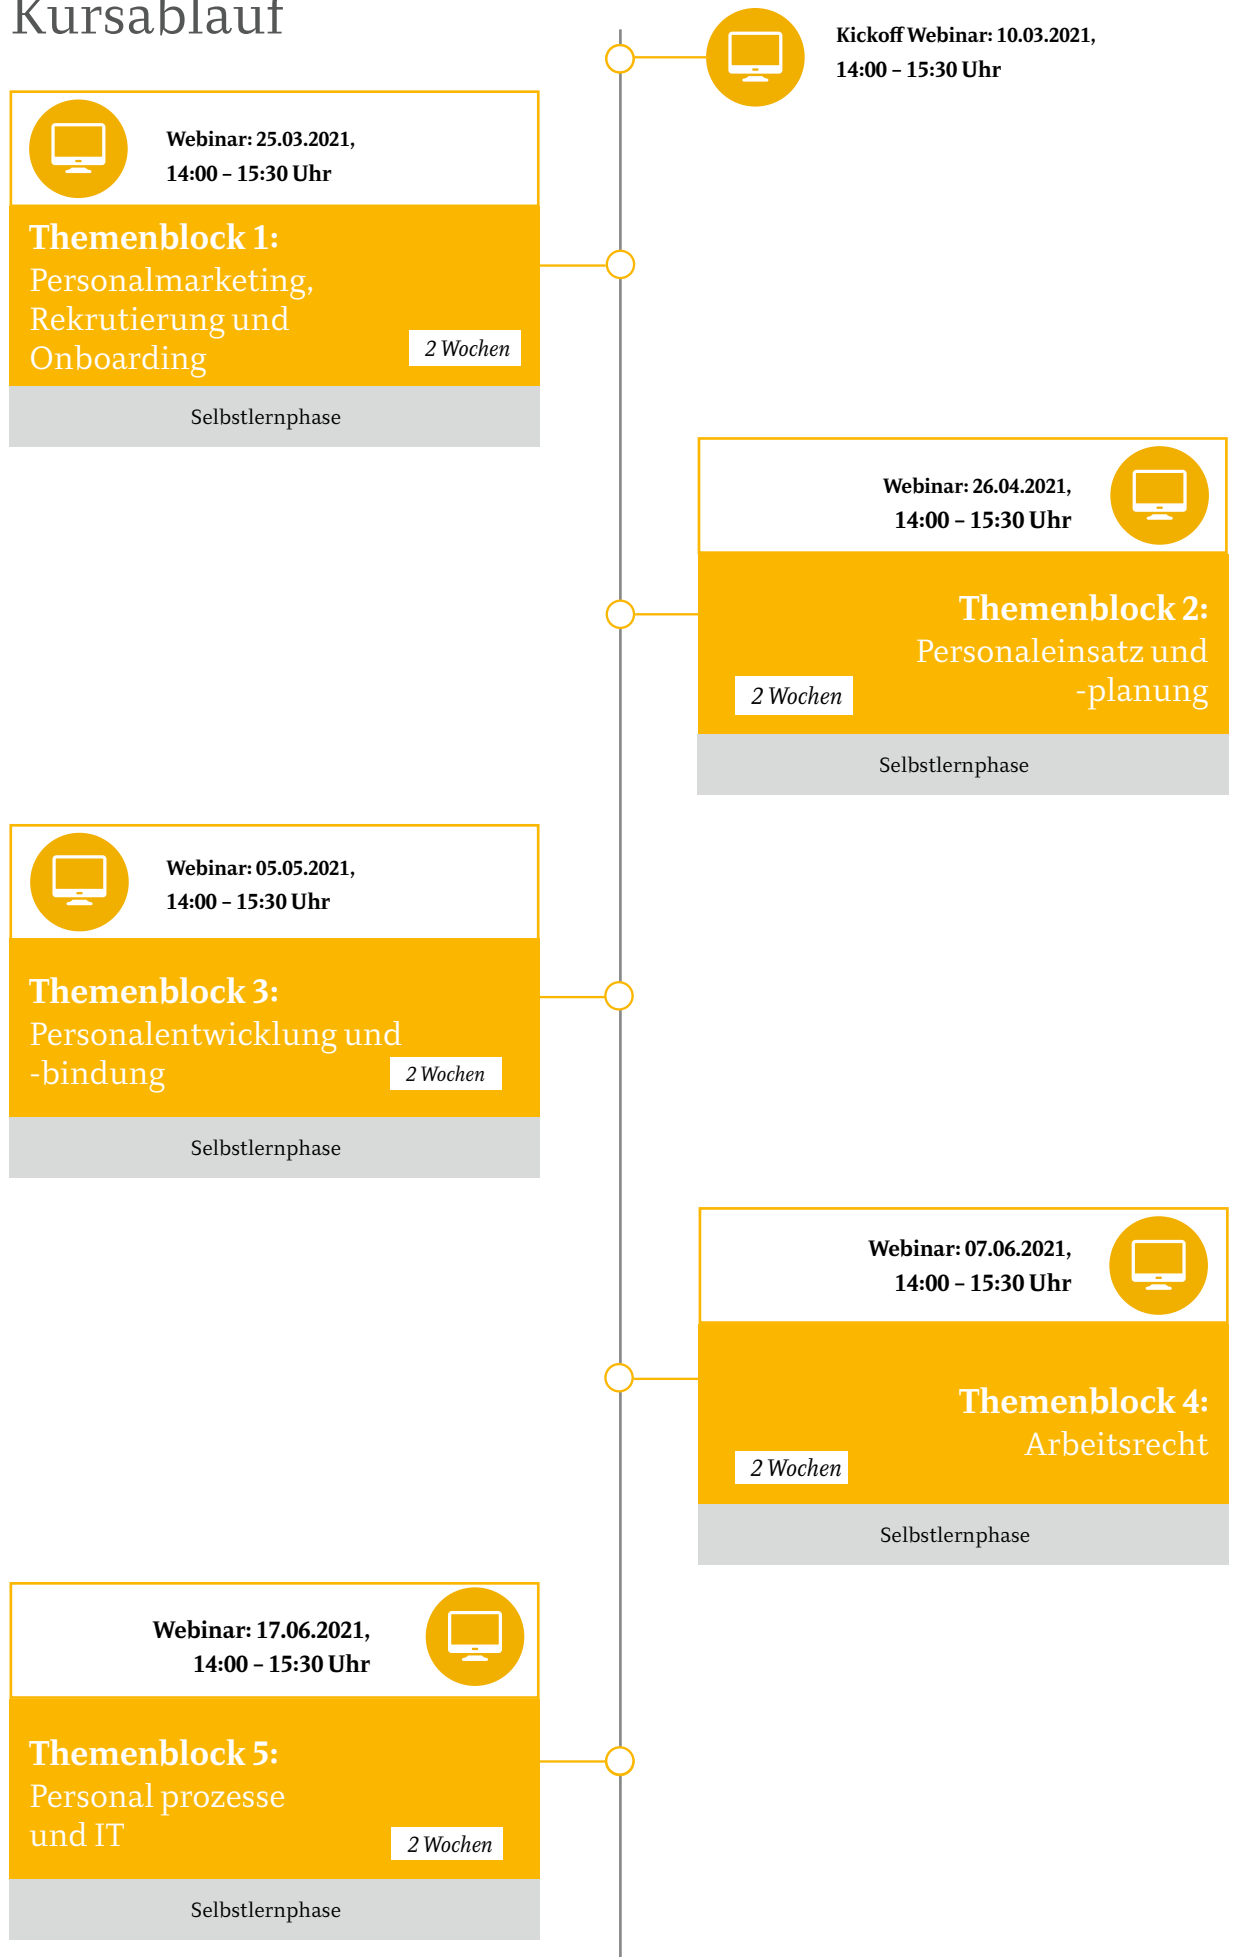 Kursablauf
Kickoff Webinar: 10.03.2021,
14:00 – 15:30 Uhr
Webinar: 25.03.2021,
14:00 – 15:30 Uhr
Themenblock 1:
Personalmarketing,
Rekrutierung und
Onboarding
2 Wochen
Selbstlernphase
Webinar: 26.04.2021,
14:00 – 15:30 Uhr
Themenblock 2:
Personaleinsatz und
-planung
2 Wochen
Selbstlernphase
Webinar: 05.05.2021,
14:00 – 15:30 Uhr
Themenblock 3:
Personalentwicklung und
-bindung
2 Wochen
Selbstlernphase
Webinar: 07.06.2021,
14:00 – 15:30 Uhr
Themenblock 4:
Arbeitsrecht
2 Wochen
Selbstlernphase
Webinar: 17.06.2021,
14:00 – 15:30 Uhr
Themenblock 5:
Personal prozesse
und IT
2 Wochen
Selbstlernphase